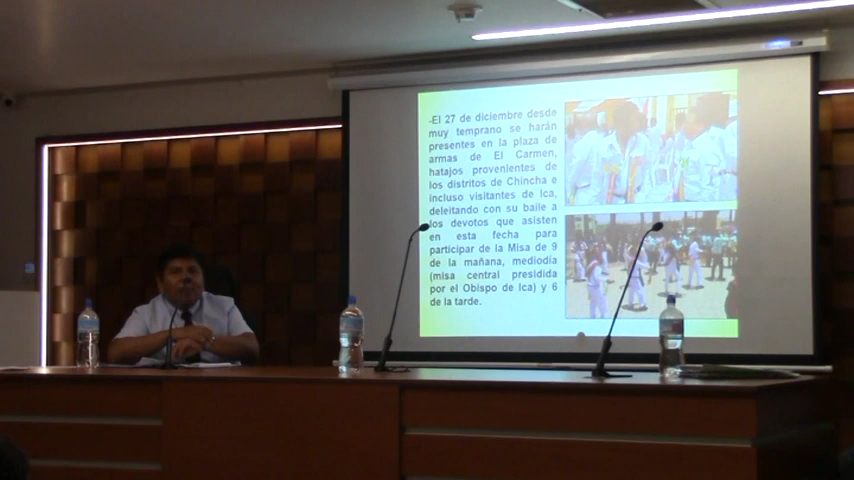 -El 27 de diciembre desde
muy temprano se harán
presentes en la plaza de
armas de El Carmen,
hatajos provenientes de
los distritos de Chincha e
incluso visitantes de Ica,
deleitando con su baile a
los devotos que asisten
en esta fecha para
participar de la Misa de 9
de la mañana, mediodía
(misa central presidida
por el Obispo de Ica) y 6
de la tarde.